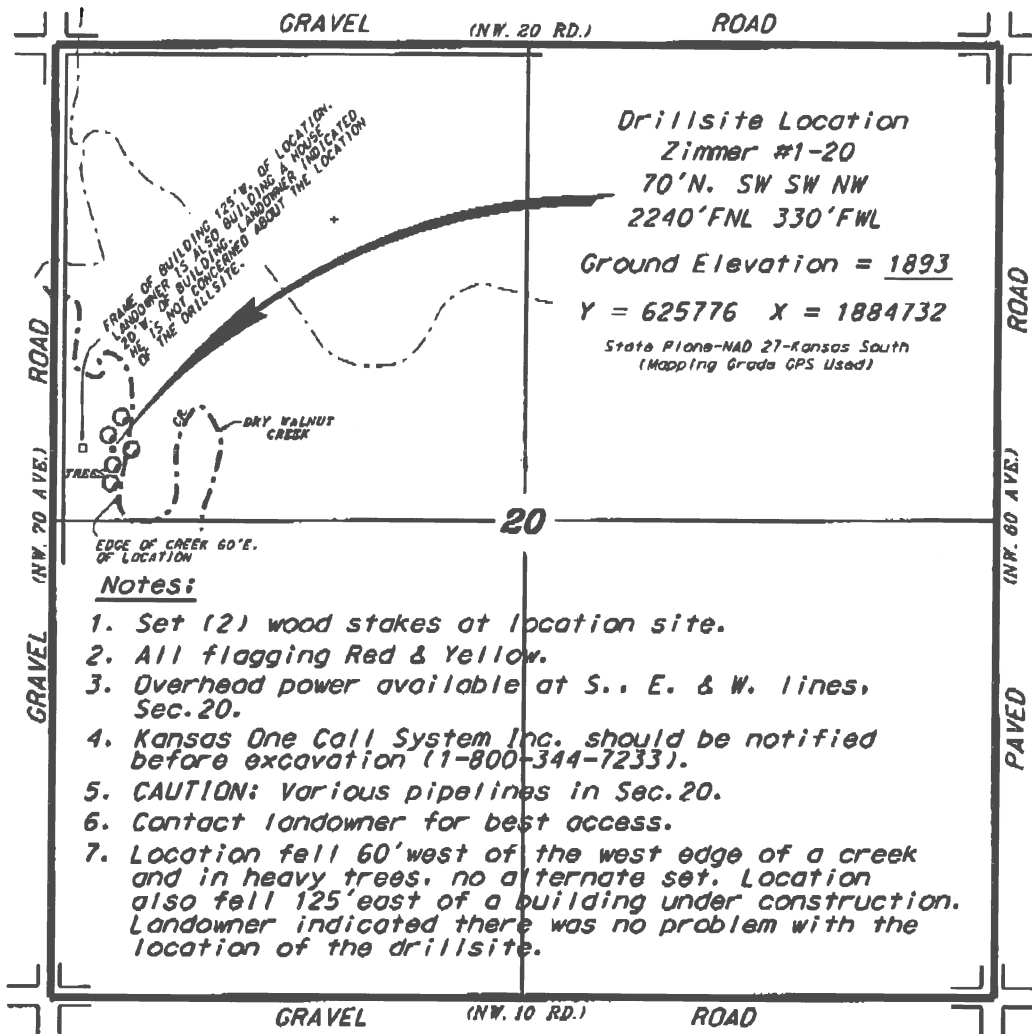 GRAVEL (NW. 20 RD.) ROAD
Drillsite Location
Zimmer #1-20
70'N. SW SW NW
2240'FNL 330'FWL
Ground Elevation = 1893
Y = 625776 X = 1884732
State Plane-NAD 27-Kansas South
(Mapping Grade GPS Used)
FRAME OF BUILDING 125'W. OF LOCATION.
LANDOWNER IS ALSO BUILDING A HOUSE
20'W. OF BUILDING. LANDOWNER INDICATED
HE IS NOT CONCERNED ABOUT THE LOCATION
OF THE DRILLSITE.
GRAVEL (NW. 70 AVE.) ROAD
PAVED (NW. 60 AVE.) ROAD
DRY WALNUT
CREEK
TREES
20
EDGE OF CREEK 60'E.
OF LOCATION
Notes:
1. Set (2) wood stakes at location site.
2. All flagging Red & Yellow.
3. Overhead power available at S., E. & W. lines,
Sec.20.
4. Kansas One Call System Inc. should be notified
before excavation (1-800-344-7233).
5. CAUTION: Various pipelines in Sec.20.
6. Contact landowner for best access.
7. Location fell 60'west of the west edge of a creek
and in heavy trees, no alternate set. Location
also fell 125'east of a building under construction.
Landowner indicated there was no problem with the
location of the drillsite.
GRAVEL (NW. 10 RD.) ROAD